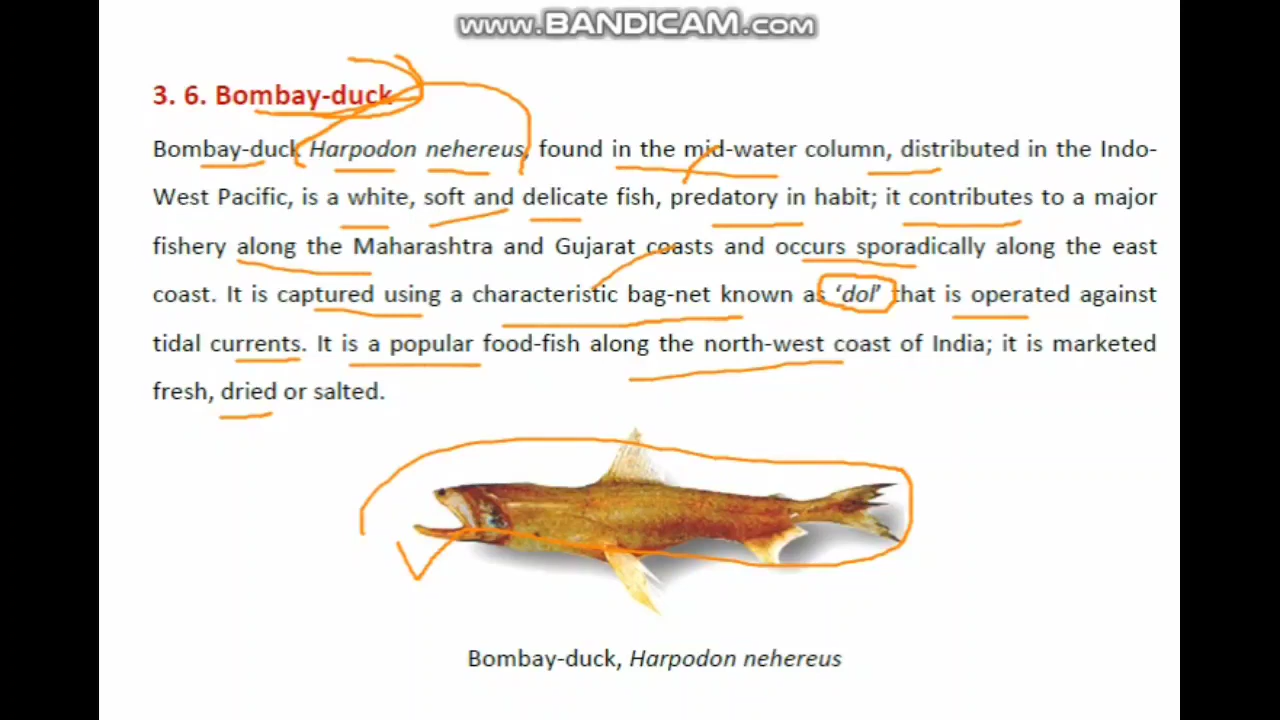 www.BANDICAM.com
3. 6. Bombay-duck
Bombay-duck Harpodon nehereus, found in the mid-water column, distributed in the Indo-
West Pacific, is a white, soft and delicate fish, predatory in habit; it contributes to a major
fishery along the Maharashtra and Gujarat coasts and occurs sporadically along the east
coast. It is captured using a characteristic bag-net known as ‘dol’ that is operated against
tidal currents. It is a popular food-fish along the north-west coast of India; it is marketed
fresh, dried or salted.
Bombay-duck, Harpodon nehereus